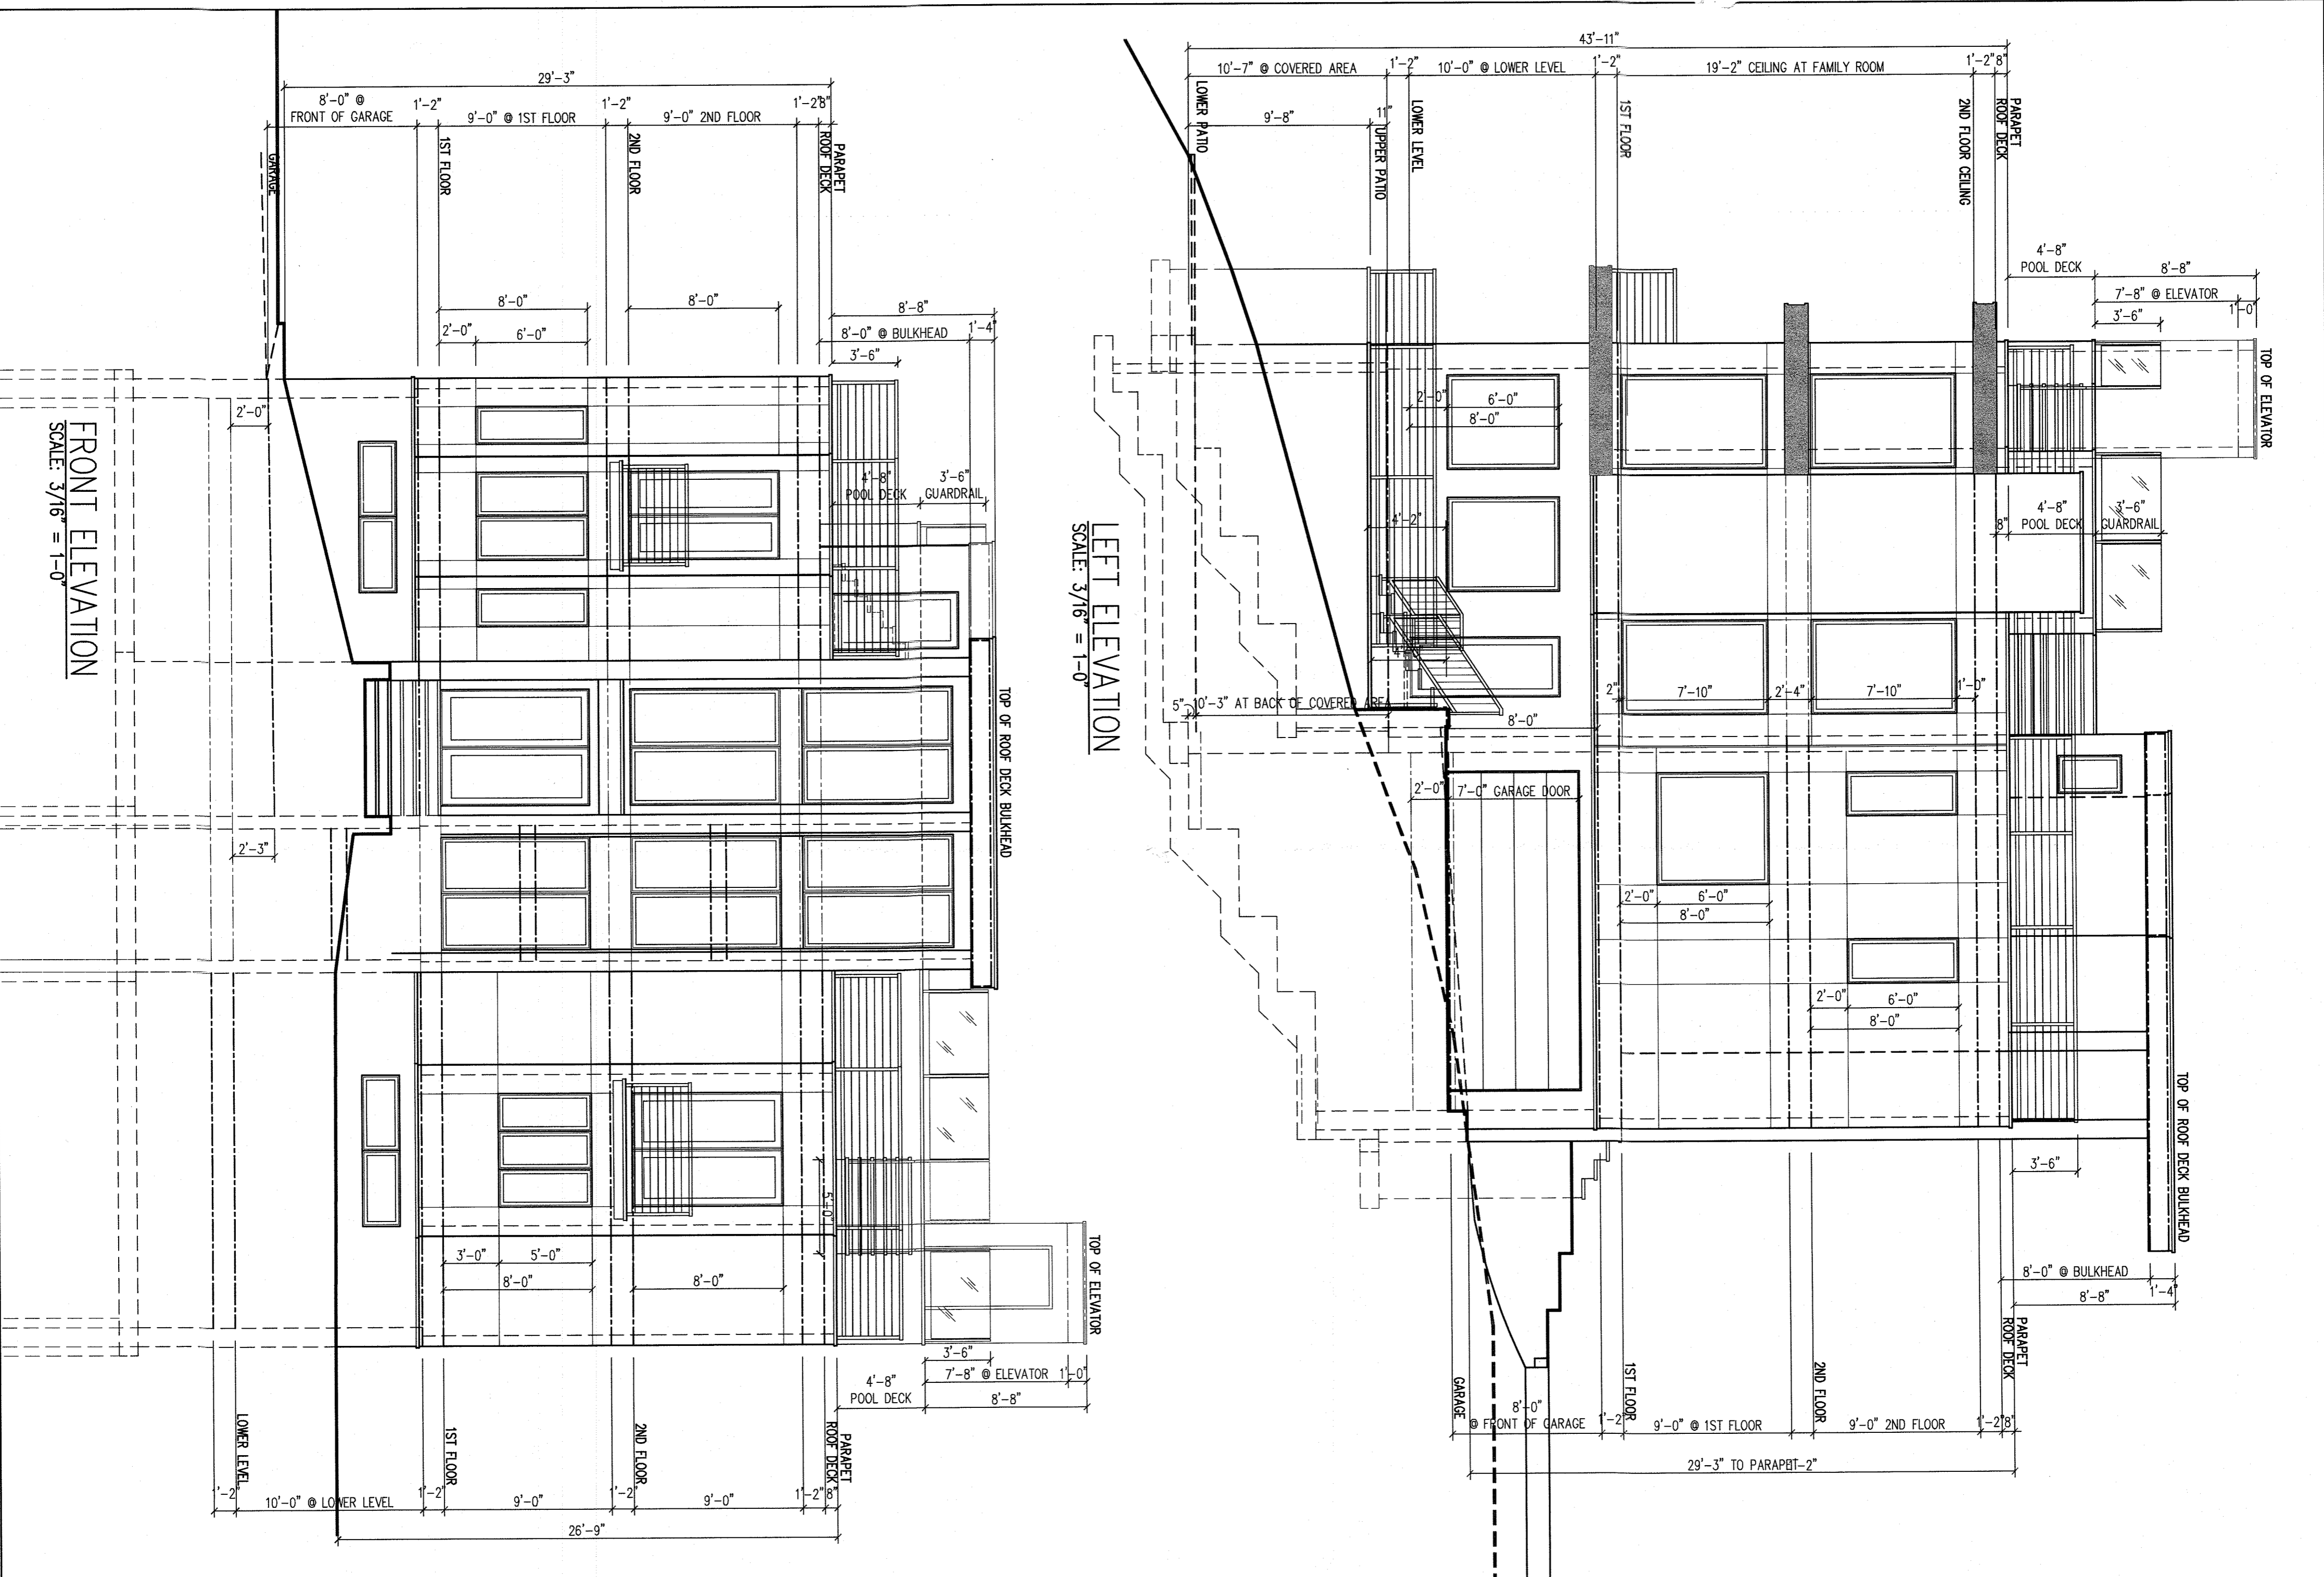 FRONT ELEVATION
SCALE: 3/16" = 1-0"
29'-3"
8'-0" @
FRONT OF GARAGE
1'-2"
9'-0" @ 1ST FLOOR
1'-2"
9'-0" 2ND FLOOR
1'-2"
8"
GARAGE
1ST FLOOR
2ND FLOOR
PARAPET
ROOF DECK
8'-0"
8'-0"
2'-0"
6'-0"
8'-8"
8'-0" @ BULKHEAD
1'-4"
3'-6"
2'-0"
4'-8"
POOL DECK
3'-6"
GUARDRAIL
TOP OF ROOF DECK BULKHEAD
2'-3"
5'-0"
3'-0"
5'-0"
8'-0"
8'-0"
TOP OF ELEVATOR
3'-6"
7'-8" @ ELEVATOR
1'-0"
4'-8"
POOL DECK
8'-8"
LOWER LEVEL
1ST FLOOR
2ND FLOOR
PARAPET
ROOF DECK
1'-2"
10'-0" @ LOWER LEVEL
1'-2"
9'-0"
1'-2"
9'-0"
1'-2"
8"
26'-9"
LEFT ELEVATION
SCALE: 3/16" = 1-0"
43'-11"
10'-7" @ COVERED AREA
1'-2"
10'-0" @ LOWER LEVEL
1'-2"
19'-2" CEILING AT FAMILY ROOM
1'-2"
8"
9'-8"
11"
LOWER PATIO
UPPER PATIO
LOWER LEVEL
1ST FLOOR
2ND FLOOR CEILING
PARAPET
ROOF DECK
4'-8"
POOL DECK
8'-8"
7'-8" @ ELEVATOR
1'-0"
3'-6"
TOP OF ELEVATOR
2'-0"
6'-0"
8'-0"
4'-2"
8"
4'-8"
POOL DECK
3'-6"
GUARDRAIL
5"
10'-3" AT BACK OF COVERED AREA
8'-0"
2"
7'-10"
2'-4"
7'-10"
1'-0"
2'-0"
7'-0" GARAGE DOOR
2'-0"
6'-0"
8'-0"
2'-0"
6'-0"
8'-0"
TOP OF ROOF DECK BULKHEAD
3'-6"
8'-0" @ BULKHEAD
1'-4"
8'-8"
GARAGE
1ST FLOOR
2ND FLOOR
PARAPET
ROOF DECK
8'-0"
@ FRONT OF GARAGE
1'-2"
9'-0" @ 1ST FLOOR
9'-0" 2ND FLOOR
1'-2"
8"
29'-3" TO PARAPET